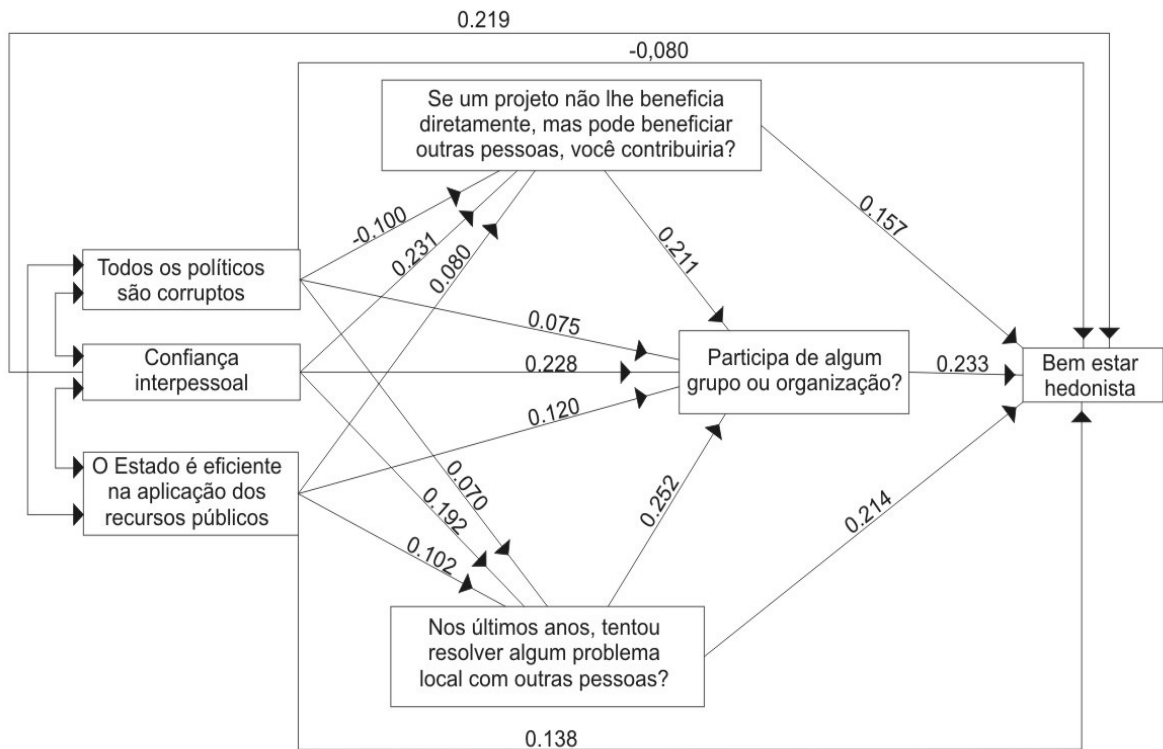 0.219
-0,080
Se um projeto não lhe beneficia
diretamente, mas pode beneficiar
outras pessoas, você contribuiria?
-0.100
0.231
0.080
0.157
0.211
Todos os políticos
são corruptos
0.075
Confiança
interpessoal
0.228
Participa de algum
grupo ou organização?
0.233
Bem estar
hedonista
0.120
O Estado é eficiente
na aplicação dos
recursos públicos
0.070
0.192
0.102
0.252
0.214
Nos últimos anos, tentou
resolver algum problema
local com outras pessoas?
0.138